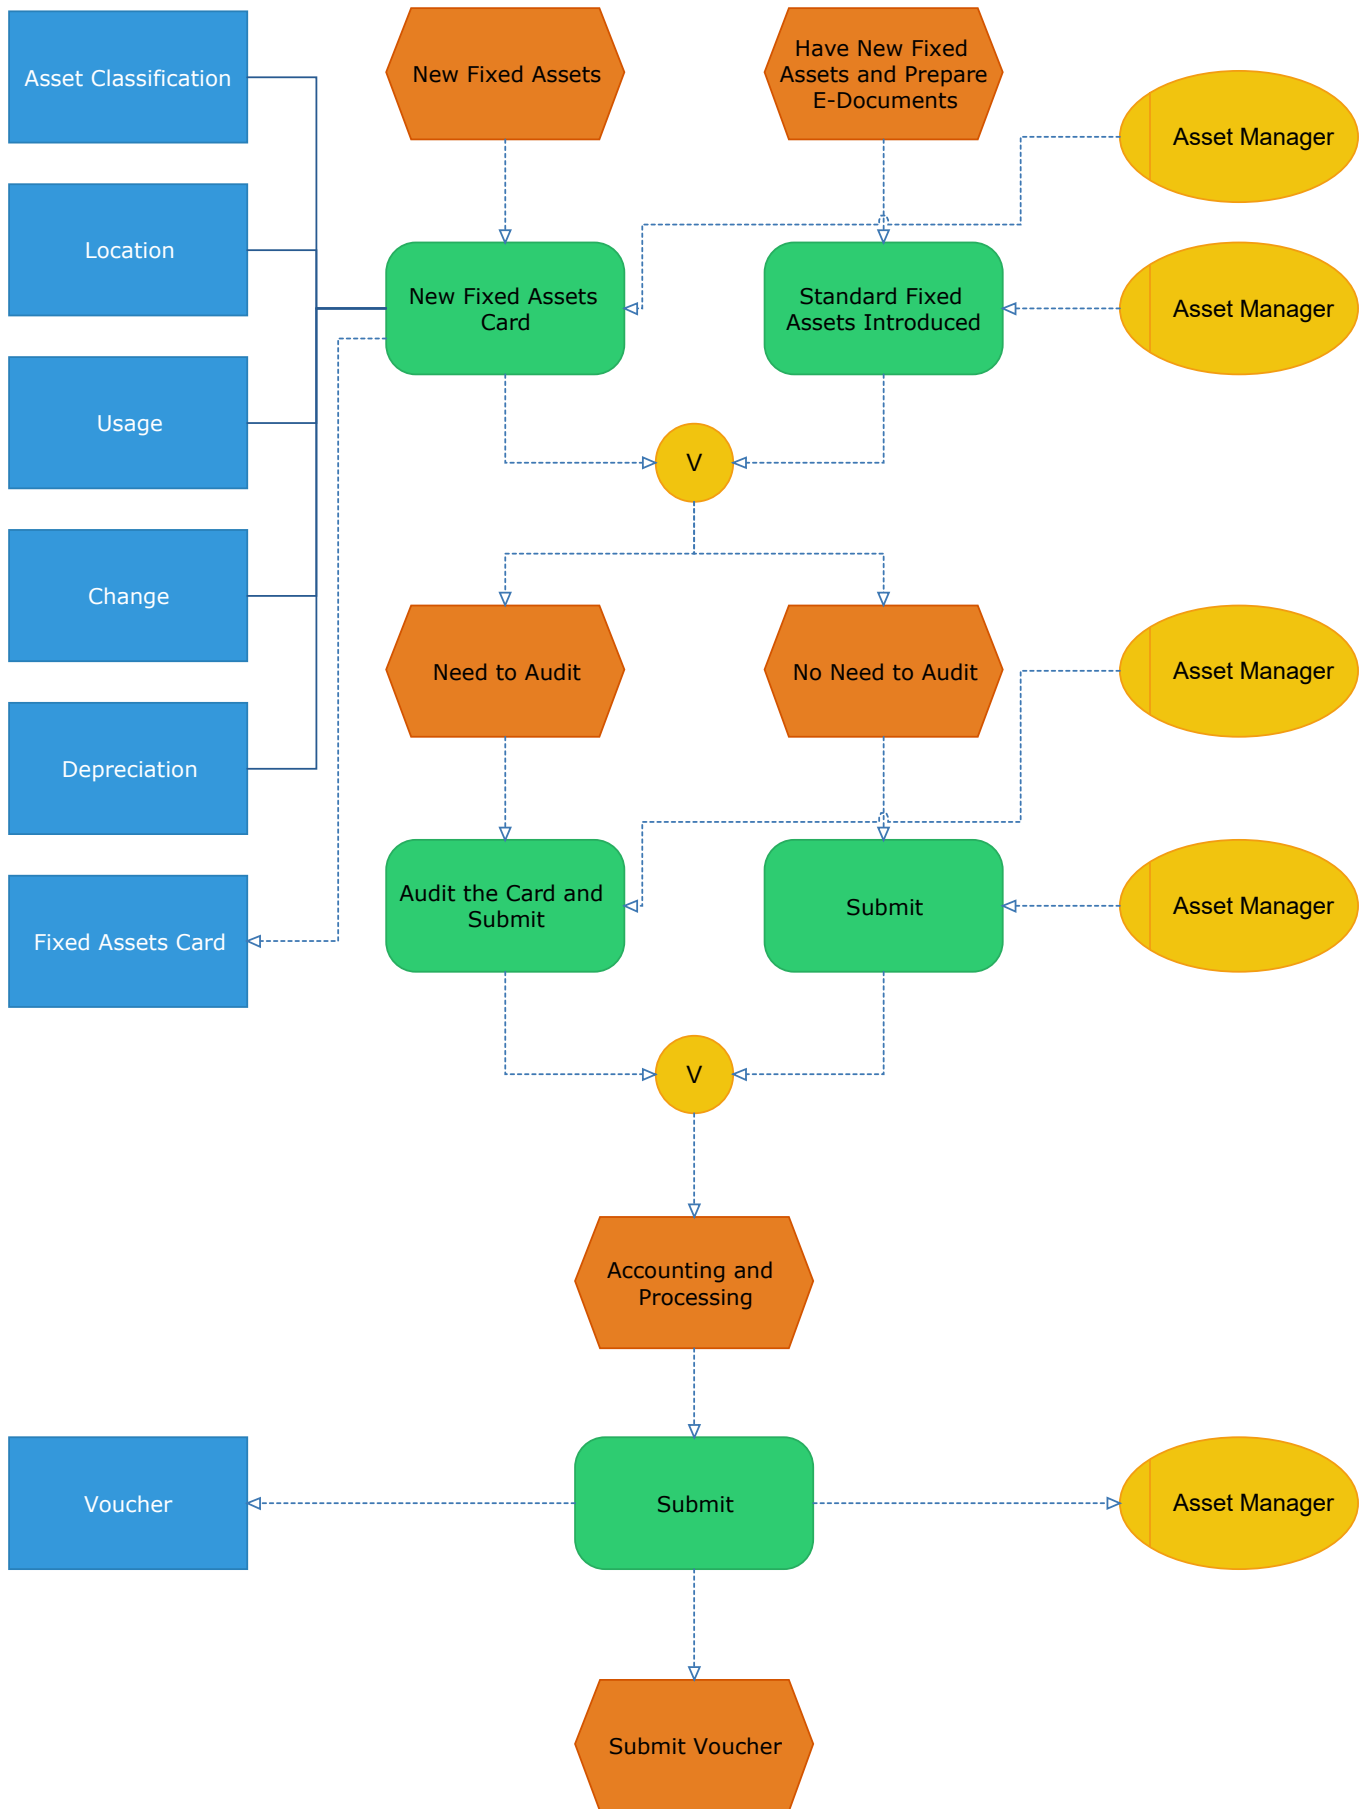 Asset Classification
New Fixed Assets
Have New Fixed
Assets and Prepare
E-Documents
Asset Manager
Location
New Fixed Assets
Card
Standard Fixed
Assets Introduced
Asset Manager
Usage
V
Change
Need to Audit
No Need to Audit
Asset Manager
Depreciation
Fixed Assets Card
Audit the Card and
Submit
Submit
Asset Manager
V
Accounting and
Processing
Voucher
Submit
Asset Manager
Submit Voucher